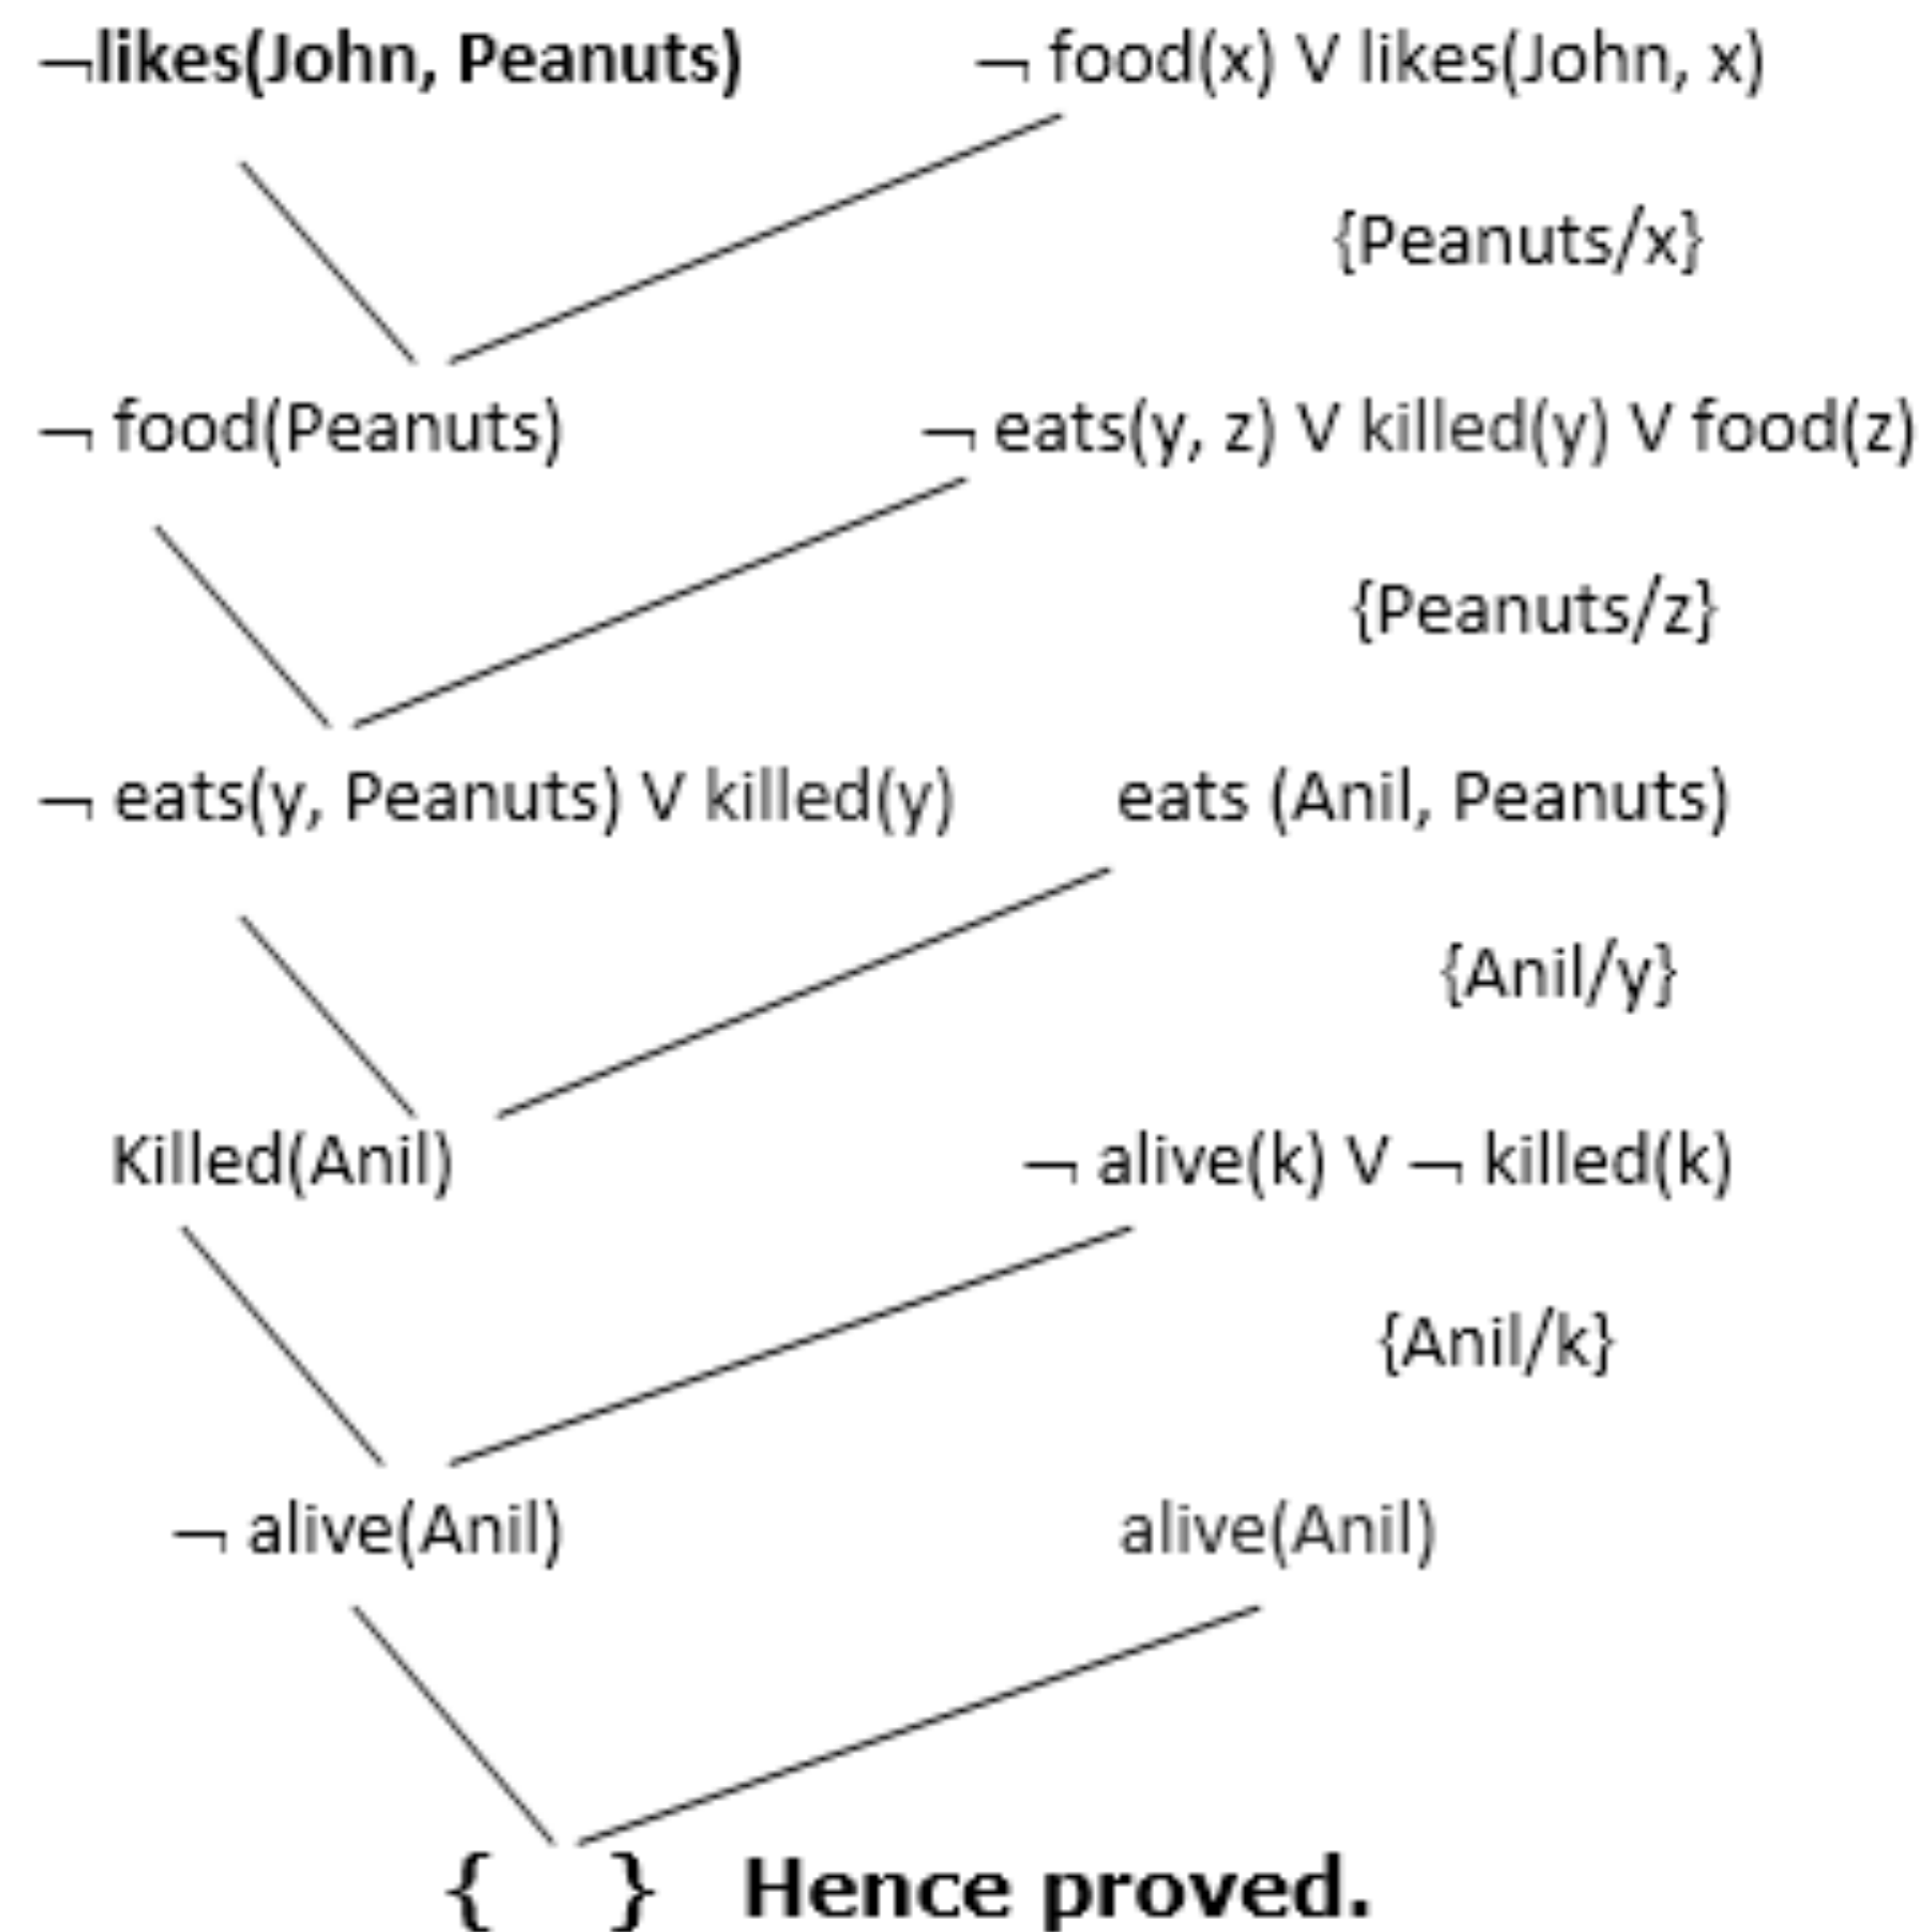 ¬likes(John, Peanuts) ¬ food(x) V likes(John, x)
{Peanuts/x}
¬ food(Peanuts) ¬ eats(y, z) V killed(y) V food(z)
{Peanuts/z}
¬ eats(y, Peanuts) V killed(y) eats (Anil, Peanuts)
{Anil/y}
Killed(Anil) ¬ alive(k) V ¬ killed(k)
{Anil/k}
¬ alive(Anil) alive(Anil)
{ } Hence proved.